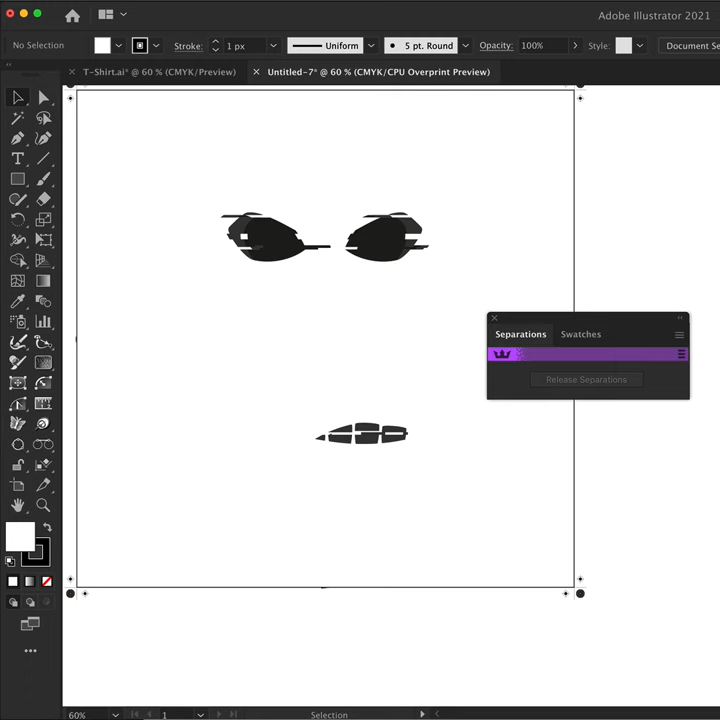 Adobe Illustrator 2021
No Selection
Stroke:
1 px
Uniform
5 pt. Round
Opacity:
100%
Style:
Document Se
T-Shirt.ai* @ 60 % (CMYK/Preview)
Untitled-7* @ 60 % (CMYK/CPU Overprint Preview)
Separations
Swatches
Release Separations
60%
1
Selection